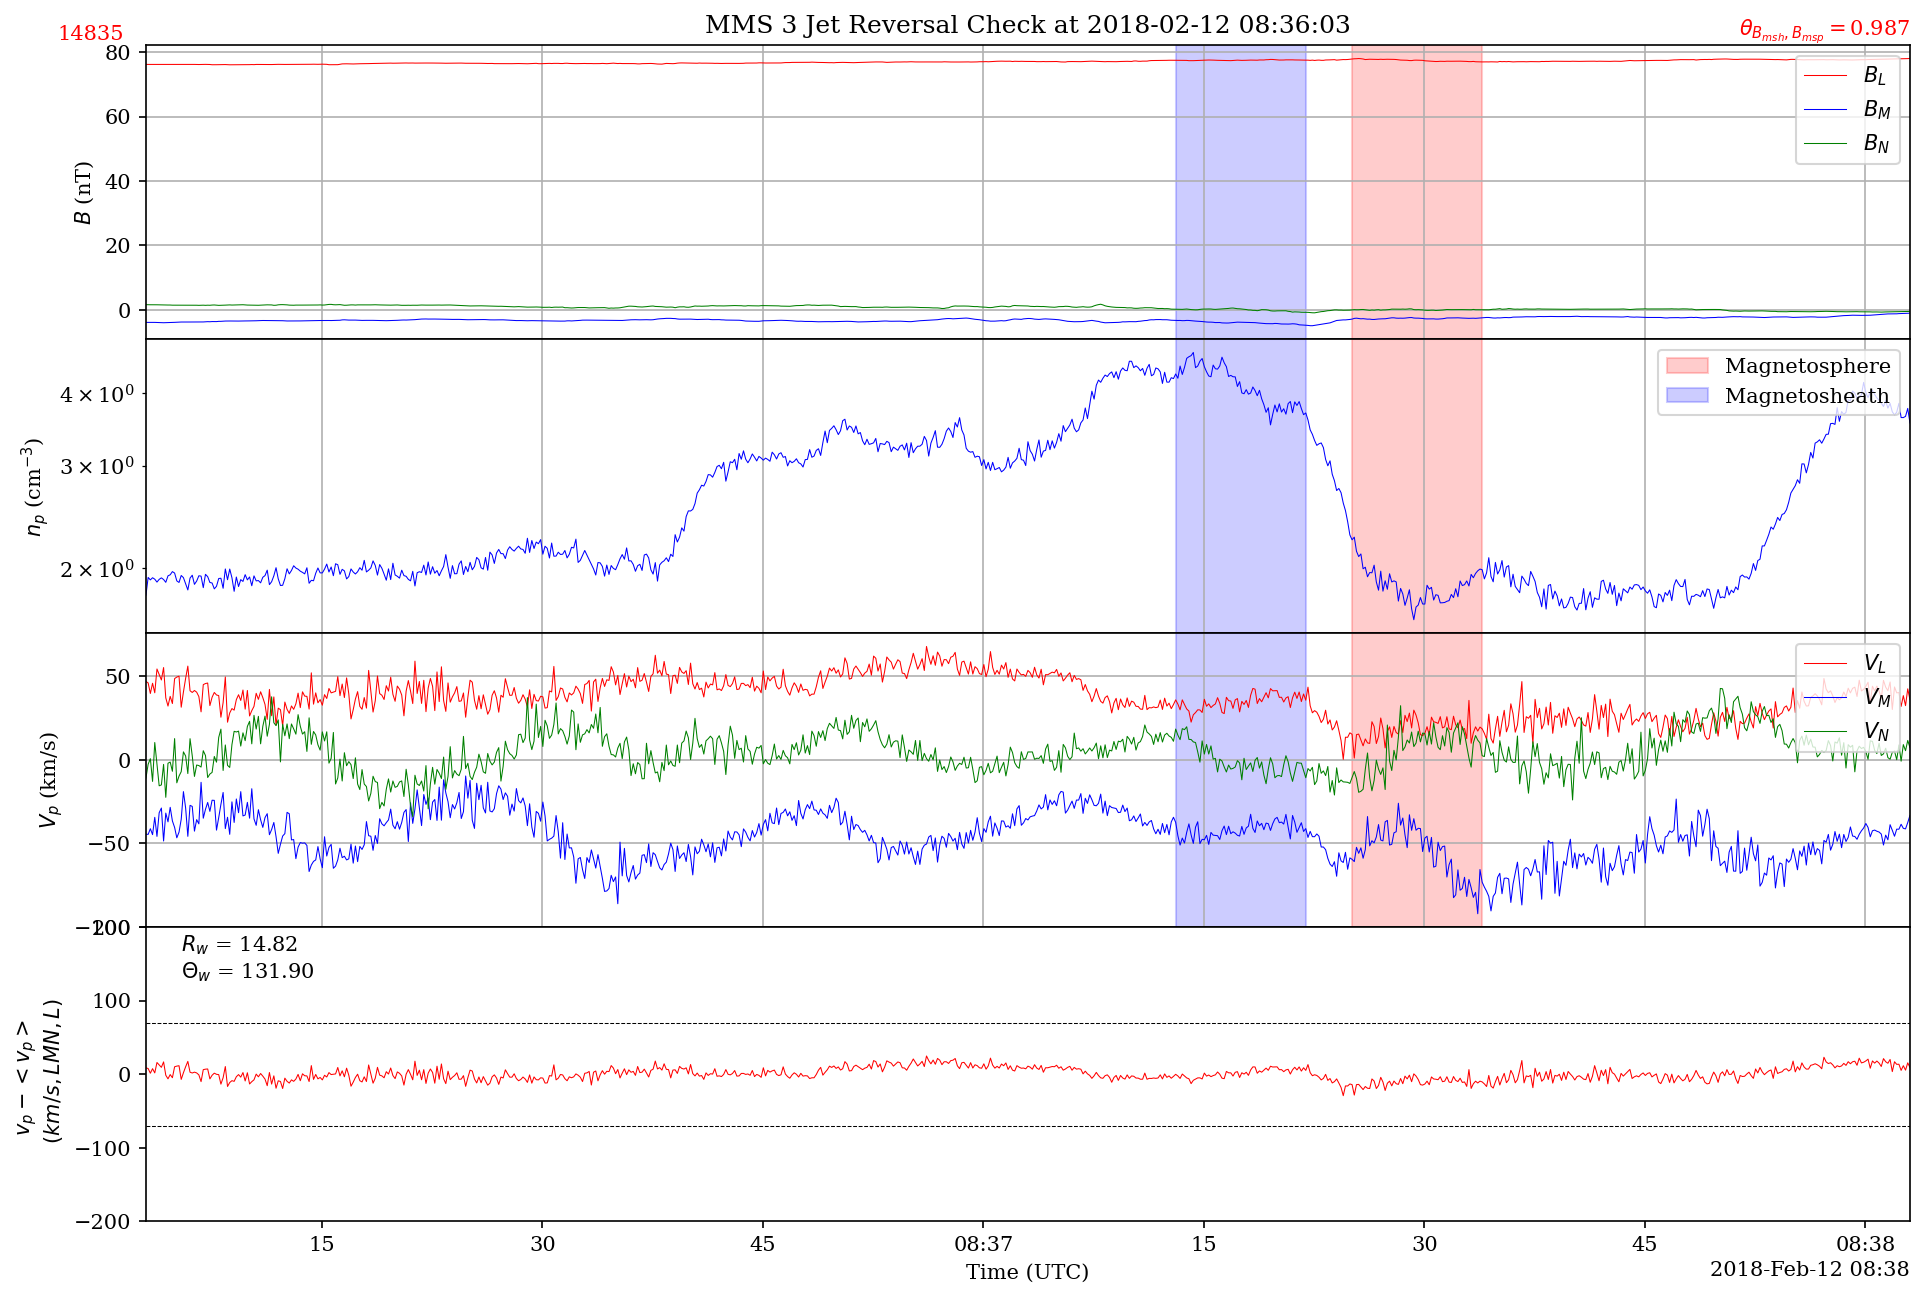 MMS 3 Jet Reversal Check at 2018-02-12 08:36:03
14835
θ_{B_{msh}, B_{msp}} = 0.987
80
60
40
20
0
B (nT)
B_L
B_M
B_N
4 × 10⁰
3 × 10⁰
2 × 10⁰
n_p (cm⁻³)
Magnetosphere
Magnetosheath
50
0
−50
−100
V_p (km/s)
V_L
V_M
V_N
200
100
0
−100
−200
v_p − < v_p >
(km/s, LMN, L)
R_w = 14.82
Θ_w = 131.90
15
30
45
08:37
15
30
45
08:38
Time (UTC)
2018-Feb-12 08:38